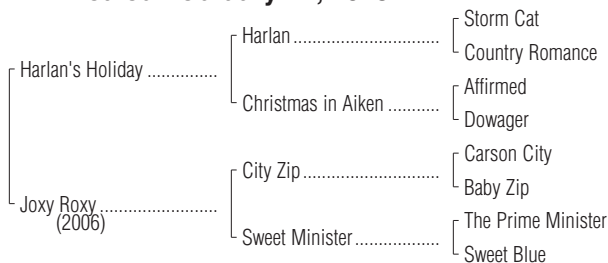 Harlan's Holiday ...............
Harlan ................................
Storm Cat
Country Romance
Christmas in Aiken ...........
Affirmed
Dowager
Joxy Roxy .........................
(2006)
City Zip .............................
Carson City
Baby Zip
Sweet Minister ..................
The Prime Minister
Sweet Blue